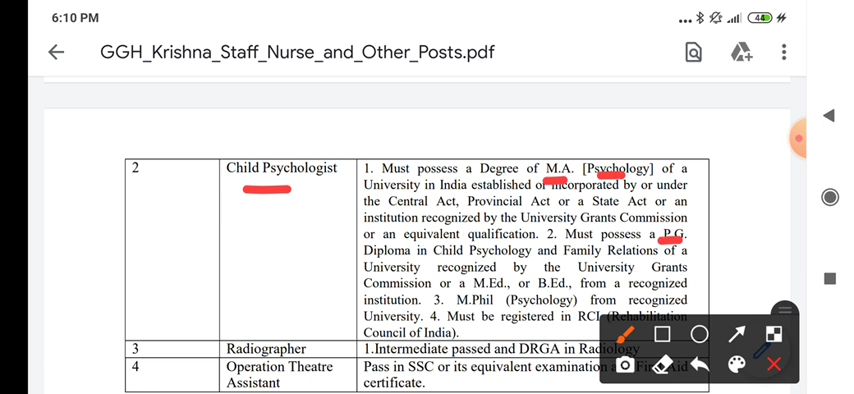 6:10 PM
44
GGH_Krishna_Staff_Nurse_and_Other_Posts.pdf
2 Child Psychologist 1. Must possess a Degree of M.A. [Psychology] of a
University in India established or incorporated by or under
the Central Act, Provincial Act or a State Act or an
institution recognized by the University Grants Commission
or an equivalent qualification. 2. Must possess a P.G.
Diploma in Child Psychology and Family Relations of a
University recognized by the University Grants
Commission or a M.Ed., or B.Ed., from a recognized
institution. 3. M.Phil (Psychology) from recognized
University. 4. Must be registered in RCI (Rehabilitation
Council of India).
3 Radiographer 1.Intermediate passed and DRGA in Radiology
4 Operation Theatre Pass in SSC or its equivalent examination Aid
Assistant certificate.